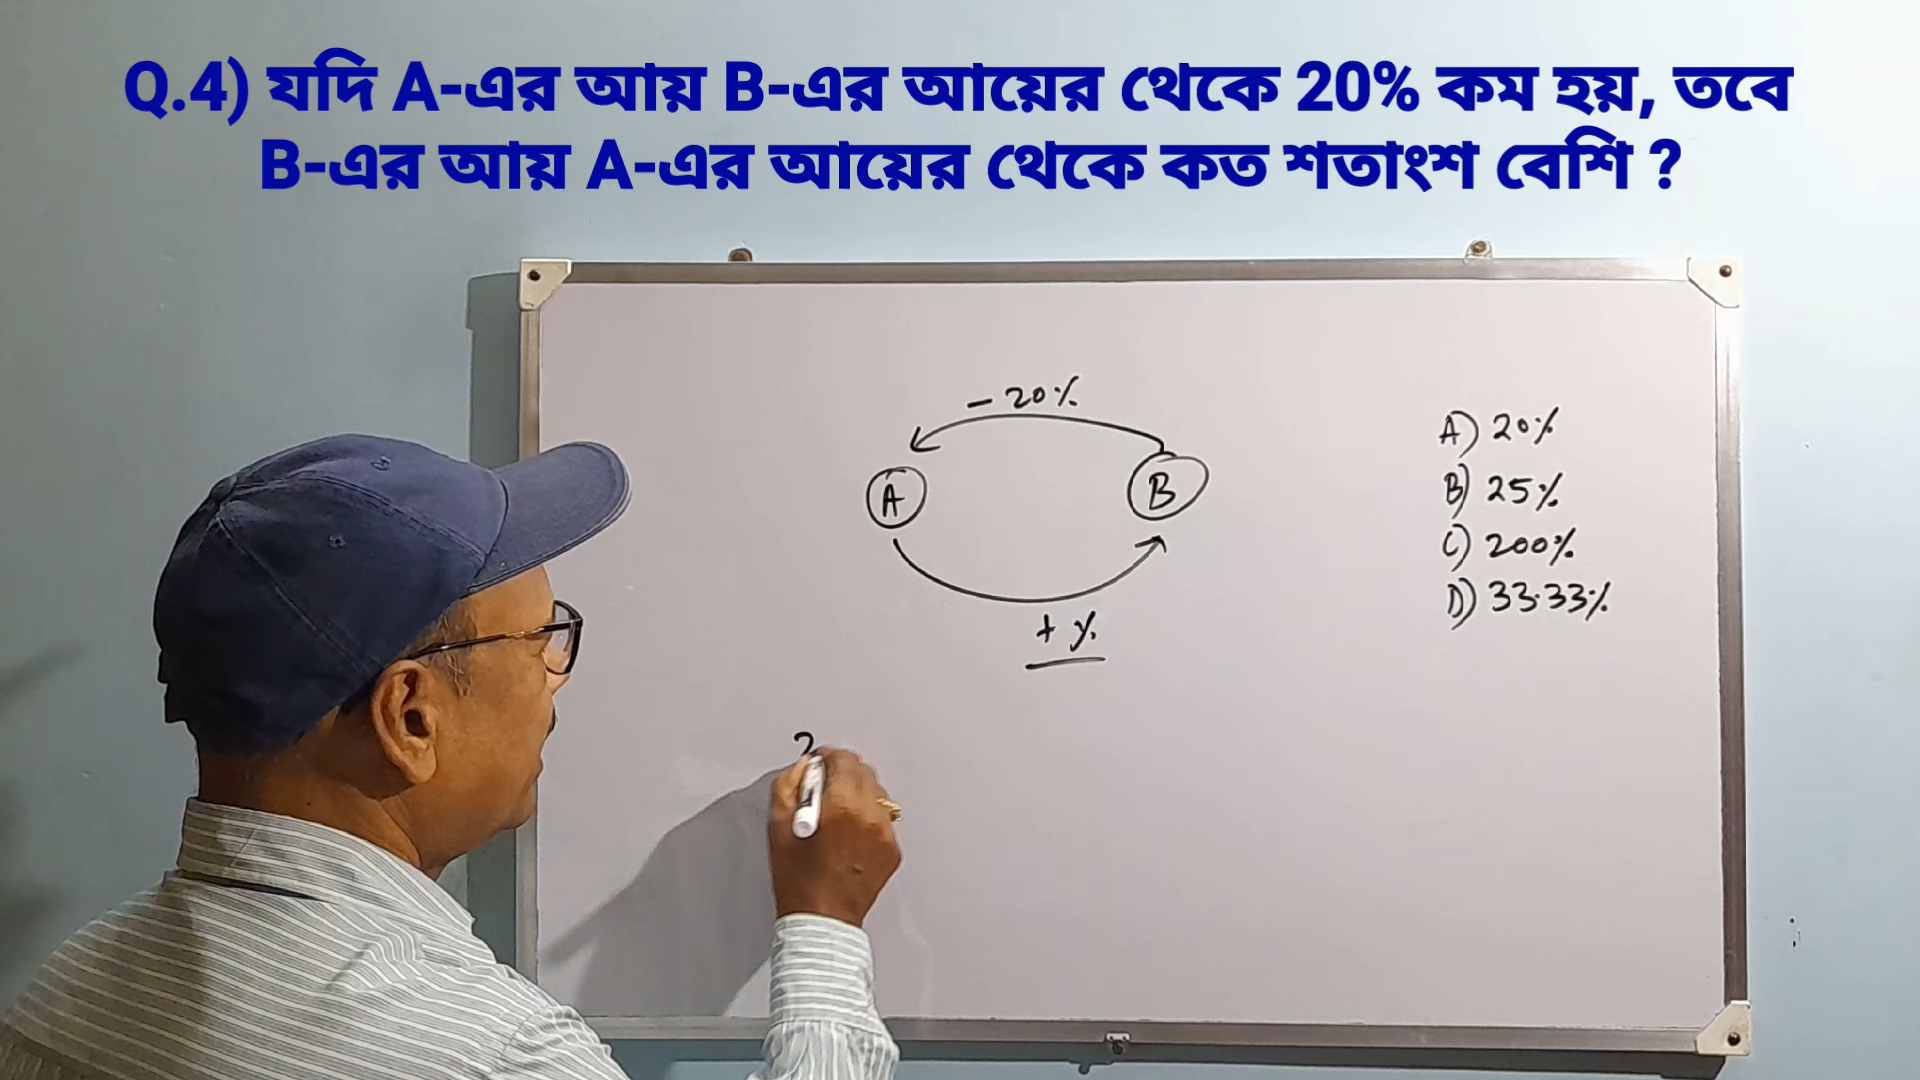 Q.4) যদি A-এর আয় B-এর আয়ের থেকে 20% কম হয়, তবে
B-এর আয় A-এর আয়ের থেকে কত শতাংশ বেশি ?
- 20%
A
B
+ %
2
A) 20%
B) 25%
C) 200%
D) 33.33%